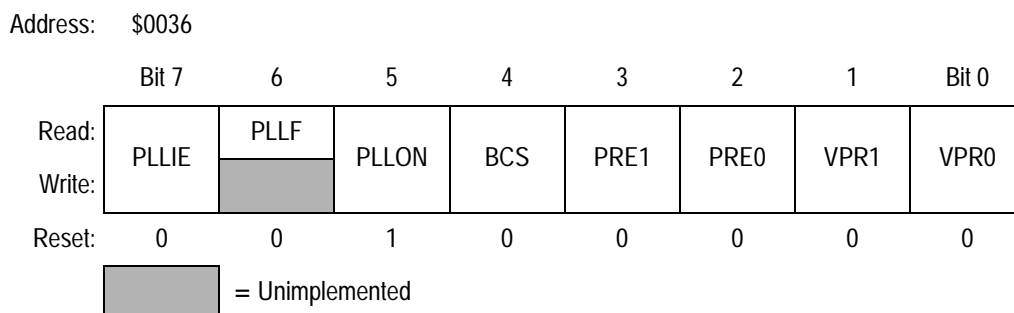 Address: $0036
Bit 7 6 5 4 3 2 1 Bit 0
Read: PLLIE PLLF PLLON BCS PRE1 PRE0 VPR1 VPR0
Write:
Reset: 0 0 1 0 0 0 0 0
= Unimplemented